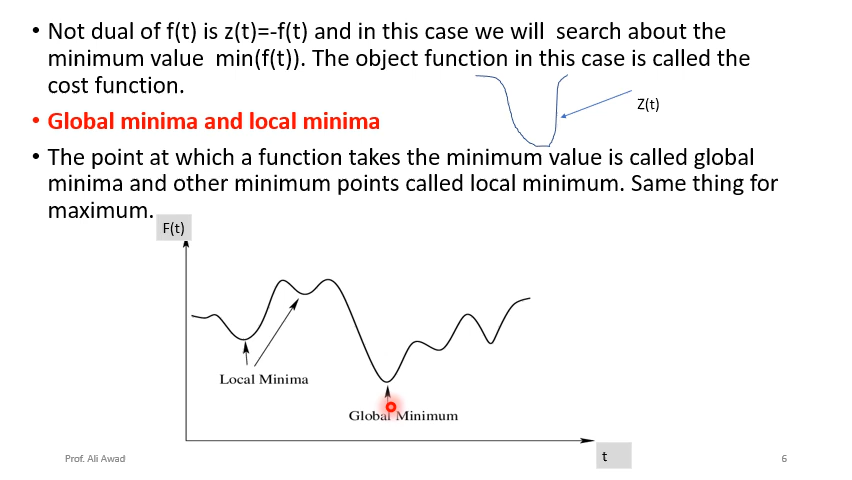 • Not dual of f(t) is z(t)=-f(t) and in this case we will search about the
minimum value min(f(t)). The object function in this case is called the
cost function.
Z(t)
• Global minima and local minima
• The point at which a function takes the minimum value is called global
minima and other minimum points called local minimum. Same thing for
maximum.
F(t)
Local Minima
Global Minimum
t
Prof. Ali Awad
6